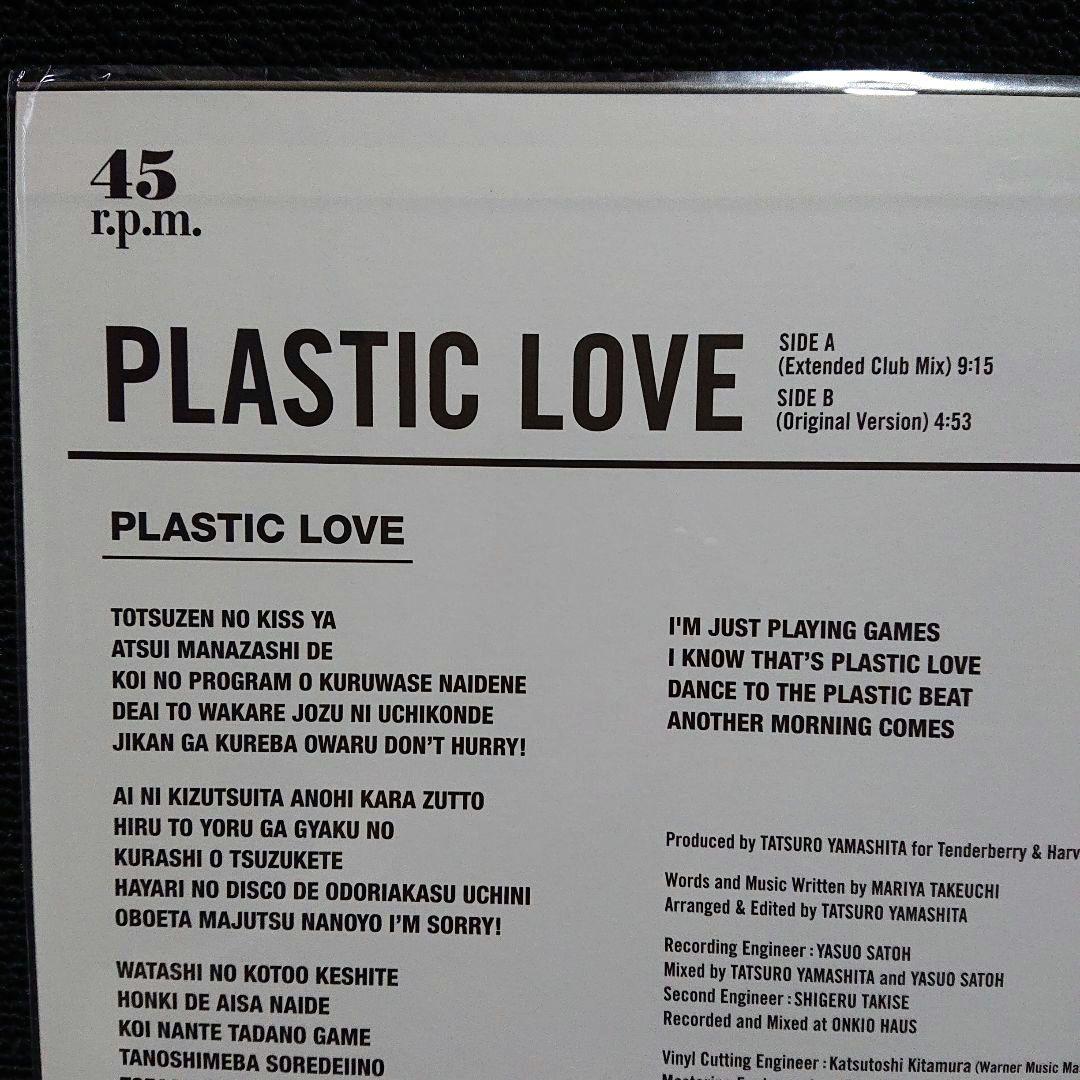 45
r.p.m.
PLASTIC LOVE
SIDE A
(Extended Club Mix) 9:15
SIDE B
(Original Version) 4:53
PLASTIC LOVE
TOTSUZEN NO KISS YA
ATSUI MANAZASHI DE
KOI NO PROGRAM O KURUWASE NAIDENE
DEAI TO WAKARE JOZU NI UCHIKONDE
JIKAN GA KUREBA OWARU DON'T HURRY!
AI NI KIZUTSUITA ANOHI KARA ZUTTO
HIRU TO YORU GA GYAKU NO
KURASHI O TSUZUKETE
HAYARI NO DISCO DE ODORIAKASU UCHINI
OBOETA MAJUTSU NANOYO I'M SORRY!
WATASHI NO KOTOO KESHITE
HONKI DE AISA NAIDE
KOI NANTE TADANO GAME
TANOSHIMEBA SOREDEIINO
I'M JUST PLAYING GAMES
I KNOW THAT'S PLASTIC LOVE
DANCE TO THE PLASTIC BEAT
ANOTHER MORNING COMES
Produced by TATSURO YAMASHITA for Tenderberry & Harv
Words and Music Written by MARIYA TAKEUCHI
Arranged & Edited by TATSURO YAMASHITA
Recording Engineer : YASUO SATOH
Mixed by TATSURO YAMASHITA and YASUO SATOH
Second Engineer : SHIGERU TAKISE
Recorded and Mixed at ONKIO HAUS
Vinyl Cutting Engineer : Katsutoshi Kitamura (Warner Music Ma